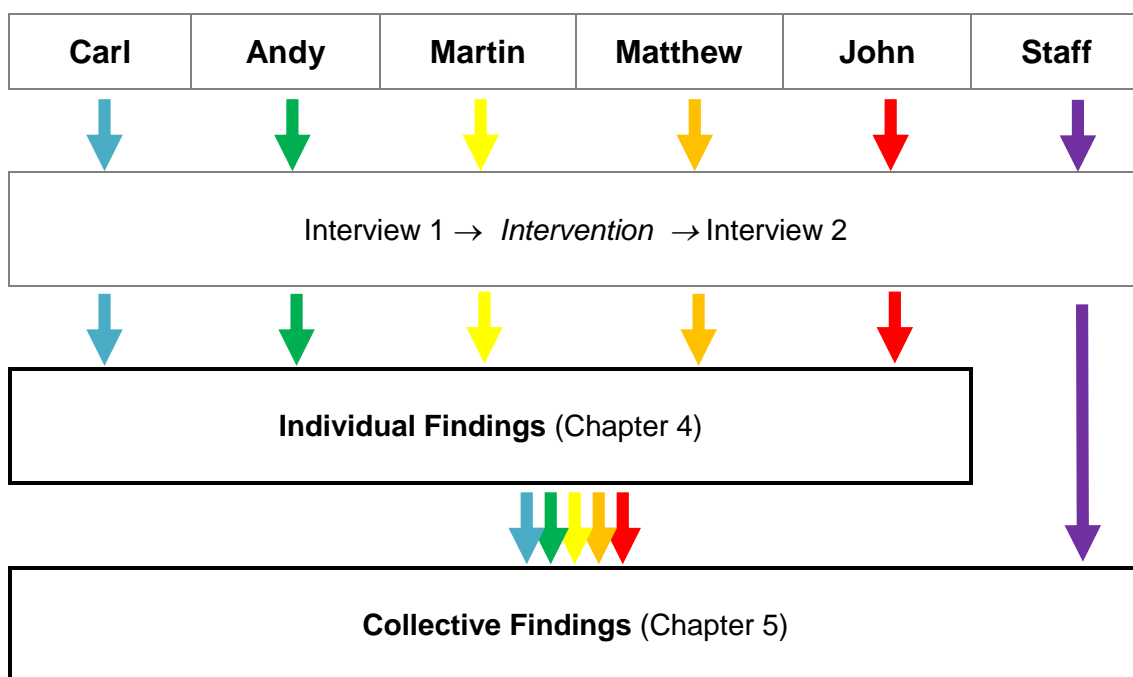 Carl Andy Martin Matthew John Staff
Interview 1 → Intervention → Interview 2
Individual Findings (Chapter 4)
Collective Findings (Chapter 5)